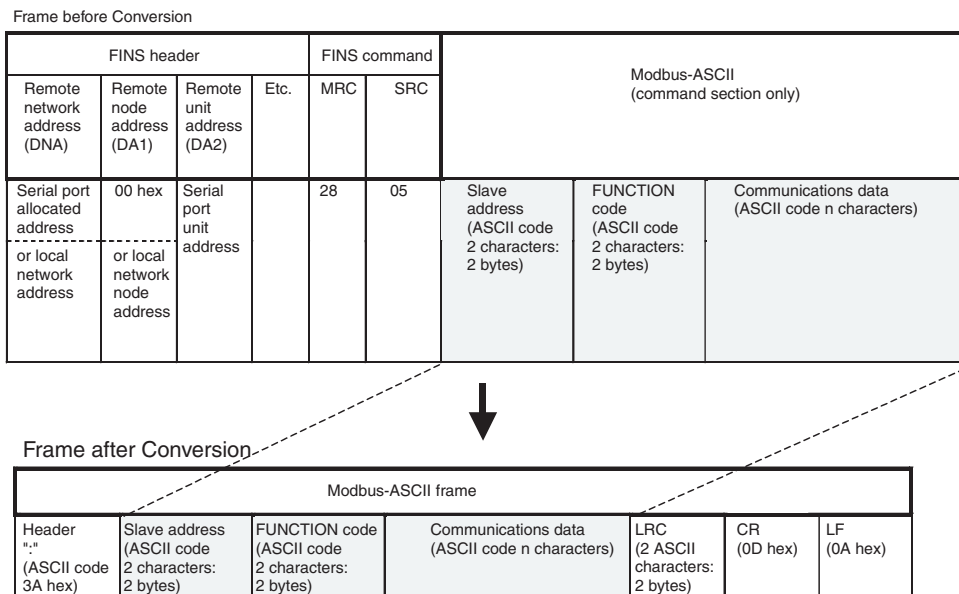 Frame before Conversion
FINS header
FINS command
Modbus-ASCII
(command section only)
Remote
network
address
(DNA)
Remote
node
address
(DA1)
Remote
unit
address
(DA2)
Etc.
MRC
SRC
Serial port
allocated
address
or local
network
address
00 hex
or local
network
node
address
Serial
port
unit
address
28
05
Slave
address
(ASCII code
2 characters:
2 bytes)
FUNCTION
code
(ASCII code
2 characters:
2 bytes)
Communications data
(ASCII code n characters)
Frame after Conversion
Modbus-ASCII frame
Header
":"
(ASCII code
3A hex)
Slave address
(ASCII code
2 characters:
2 bytes)
FUNCTION code
(ASCII code
2 characters:
2 bytes)
Communications data
(ASCII code n characters)
LRC
(2 ASCII
characters:
2 bytes)
CR
(0D hex)
LF
(0A hex)